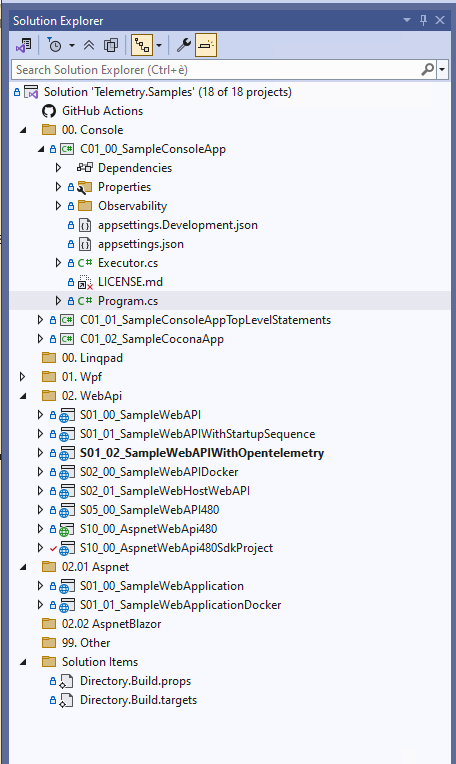 Solution Explorer
Search Solution Explorer (Ctrl+è)
Solution 'Telemetry.Samples' (18 of 18 projects)
GitHub Actions
00. Console
C# C01_00_SampleConsoleApp
Dependencies
Properties
Observability
appsettings.Development.json
appsettings.json
C# Executor.cs
LICENSE.md
C# Program.cs
C# C01_01_SampleConsoleAppTopLevelStatements
C# C01_02_SampleCoconaApp
00. Linqpad
01. Wpf
02. WebApi
S01_00_SampleWebAPI
S01_01_SampleWebAPIWithStartupSequence
S01_02_SampleWebAPIWithOpentelemetry
S02_00_SampleWebAPIDocker
S02_01_SampleWebHostWebAPI
S05_00_SampleWebAPI480
S10_00_AspnetWebApi480
S10_00_AspnetWebApi480SdkProject
02.01 Aspnet
S01_00_SampleWebApplication
S01_01_SampleWebApplicationDocker
02.02 AspnetBlazor
99. Other
Solution Items
Directory.Build.props
Directory.Build.targets